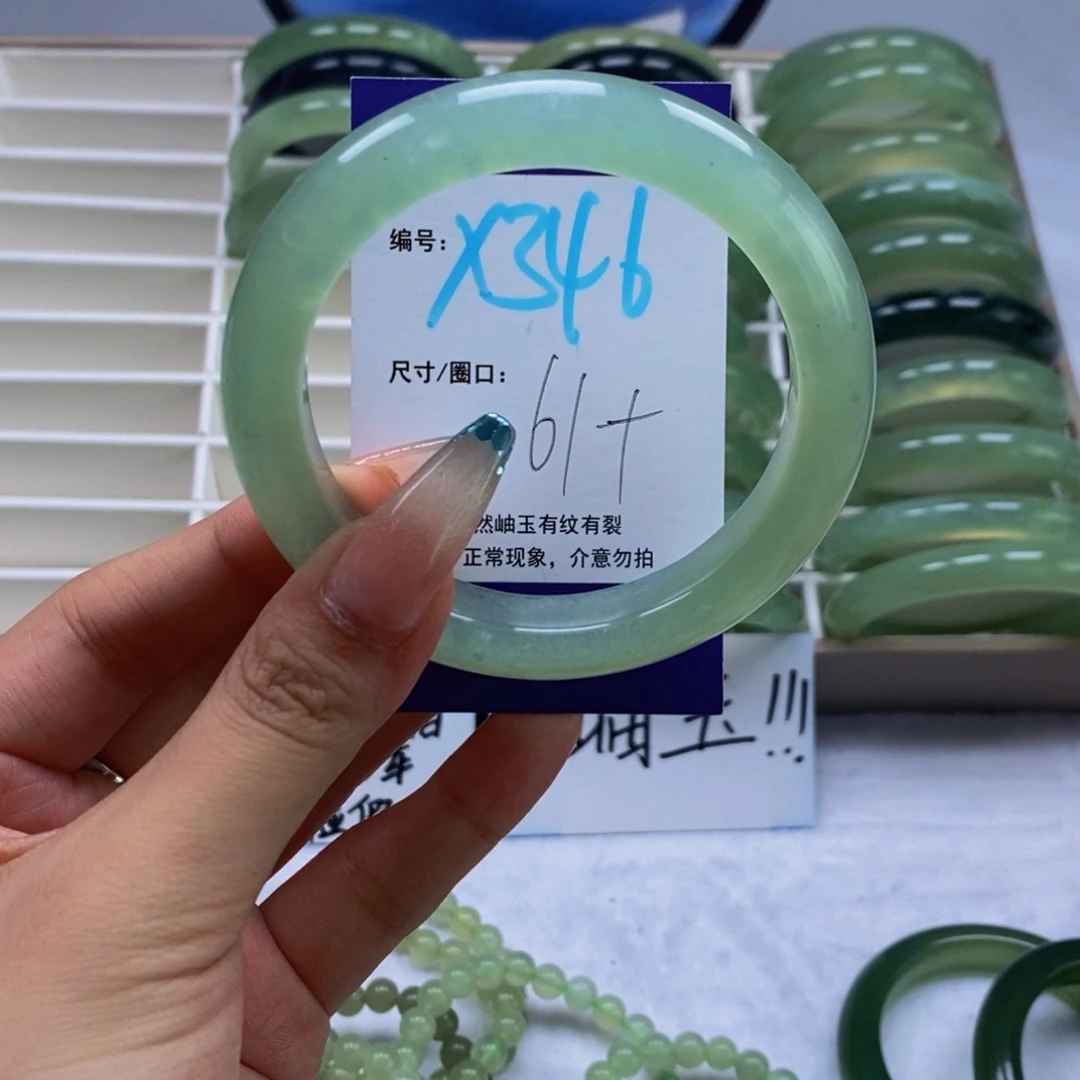 编号：X346
尺寸/圈口：61+
然岫玉有纹有裂
正常现象，介意勿拍
岫玉!!!